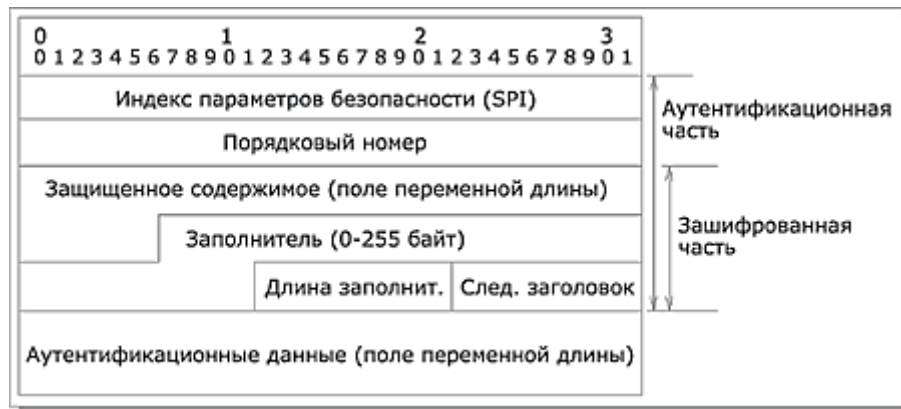 0 1 2 3
0 1 2 3 4 5 6 7 8 9 0 1 2 3 4 5 6 7 8 9 0 1 2 3 4 5 6 7 8 9 0 1
Индекс параметров безопасности (SPI)
Порядковый номер
Защищенное содержимое (поле переменной длины)
Заполнитель (0-255 байт)
Длина заполнит. След. заголовок
Аутентификационные данные (поле переменной длины)
Аутентификационная
часть
Зашифрованная
часть